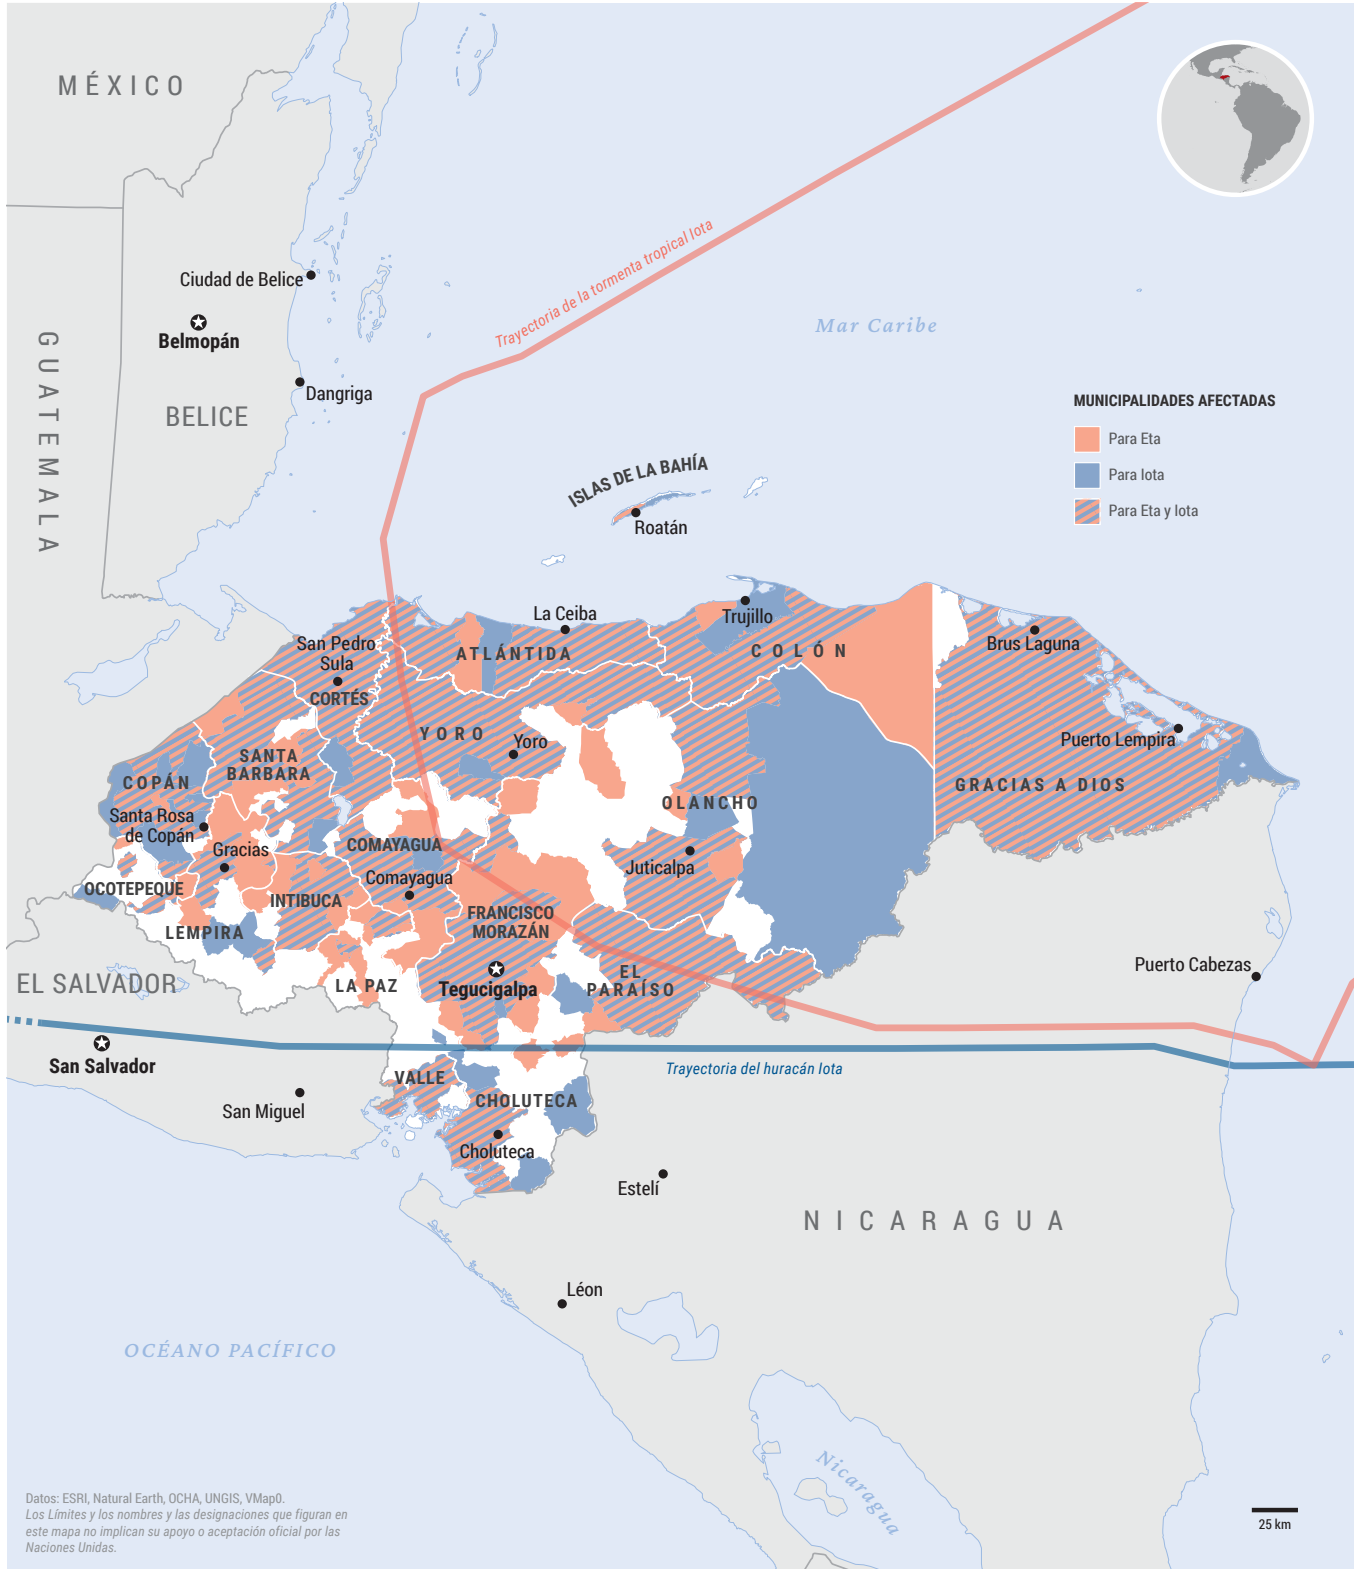 MÉXICO
Trayectoria de la tormenta tropical Iota
Ciudad de Belice
Mar Caribe
Belmopán
GUATEMALA
Dangriga
BELICE
MUNICIPALIDADES AFECTADAS
Para Eta
Para Iota
Para Eta y Iota
ISLAS DE LA BAHÍA
Roatán
La Ceiba
Trujillo
San Pedro
Sula
ATLÁNTIDA
COLÓN
Brus Laguna
CORTÉS
YORO
Yoro
Puerto Lempira
SANTA
BARBARA
COPÁN
GRACIAS A DIOS
OLANCHO
Santa Rosa
de Copán
Gracias
COMAYAGUA
Juticalpa
Comayagua
OCOTEPEQUE
INTIBUCA
FRANCISCO
MORAZÁN
LEMPIRA
EL
PARAÍSO
Puerto Cabezas
EL SALVADOR
LA PAZ
Tegucigalpa
San Salvador
Trayectoria del huracán Iota
VALLE
San Miguel
CHOLUTECA
Choluteca
Estelí
NICARAGUA
Léon
OCÉANO PACÍFICO
Nicaragua
Datos: ESRI, Natural Earth, OCHA, UNGIS, VMap0.
Los Límites y los nombres y las designaciones que figuran en
este mapa no implican su apoyo o aceptación oficial por las
Naciones Unidas.
25 km